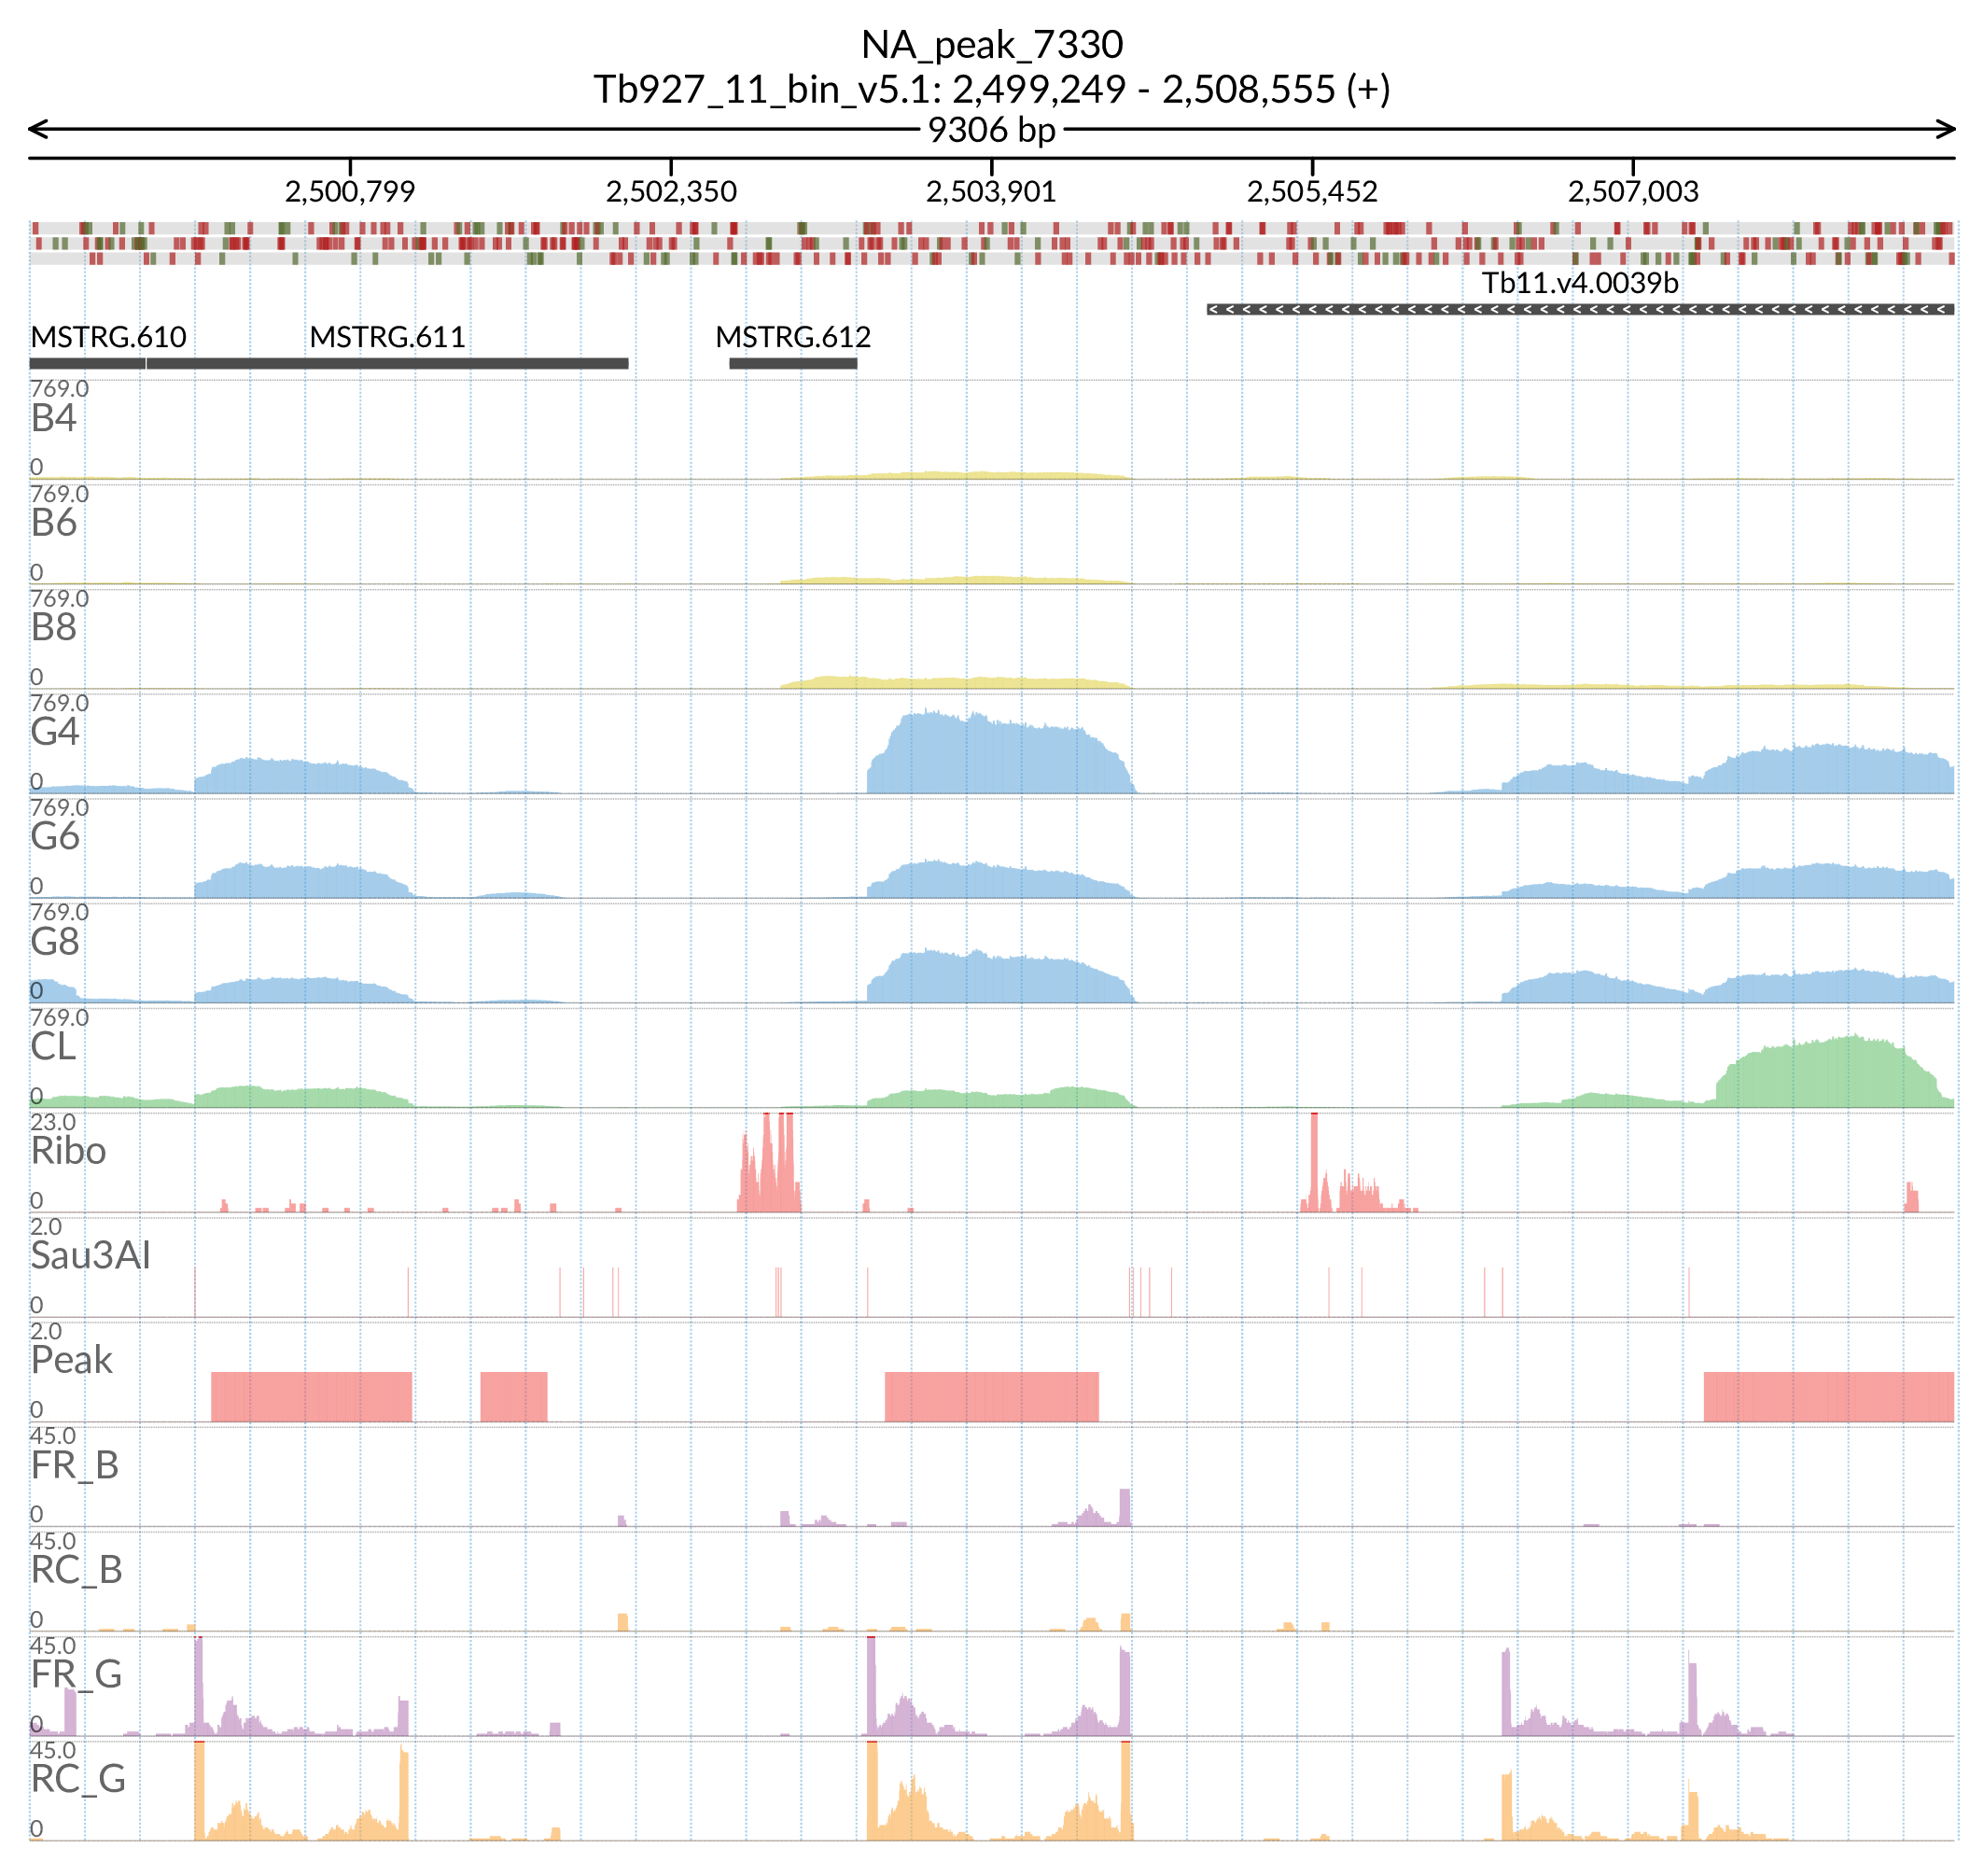 NA_peak_7330
Tb927_11_bin_v5.1: 2,499,249 - 2,508,555 (+)
9306 bp
2,500,799 2,502,350 2,503,901 2,505,452 2,507,003
Tb11.v4.0039b
MSTRG.610 MSTRG.611 MSTRG.612
769.0
B4
0
769.0
B6
0
769.0
B8
0
769.0
G4
0
769.0
G6
0
769.0
G8
0
769.0
CL
0
23.0
Ribo
0
2.0
Sau3AI
0
2.0
Peak
0
45.0
FR_B
0
45.0
RC_B
0
45.0
FR_G
0
45.0
RC_G
0